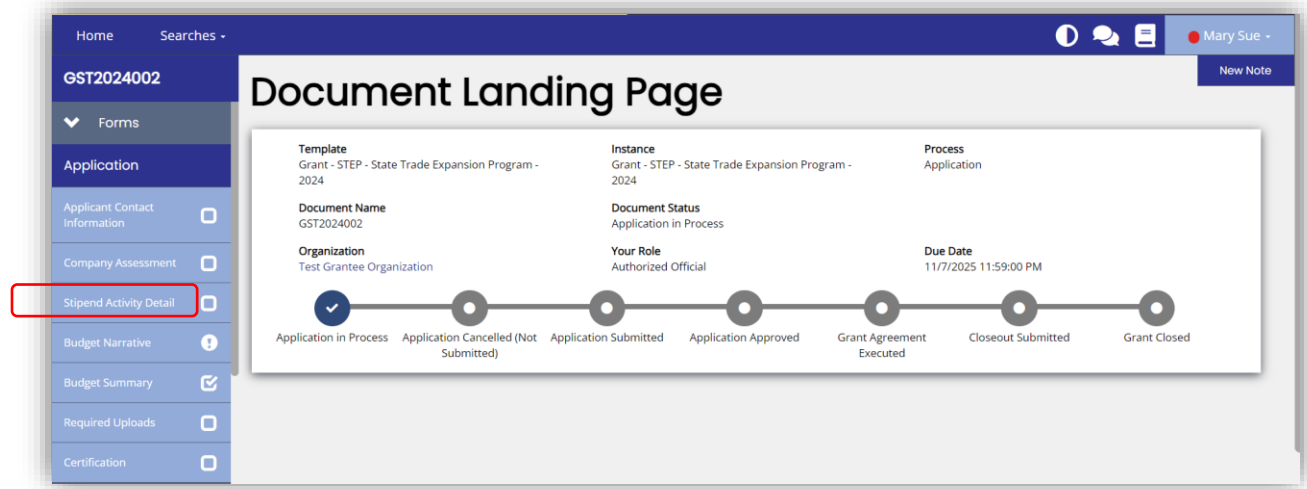 Home Searches
Mary Sue
GST2024002
New Note
Document Landing Page
Forms
Application
Applicant Contact
Information
Company Assessment
Stipend Activity Detail
Budget Narrative
Budget Summary
Required Uploads
Certification
Template
Grant - STEP - State Trade Expansion Program -
2024
Instance
Grant - STEP - State Trade Expansion Program -
2024
Process
Application
Document Name
GST2024002
Document Status
Application in Process
Organization
Test Grantee Organization
Your Role
Authorized Official
Due Date
11/7/2025 11:59:00 PM
Application in Process
Application Cancelled (Not
Submitted)
Application Submitted
Application Approved
Grant Agreement
Executed
Closeout Submitted
Grant Closed